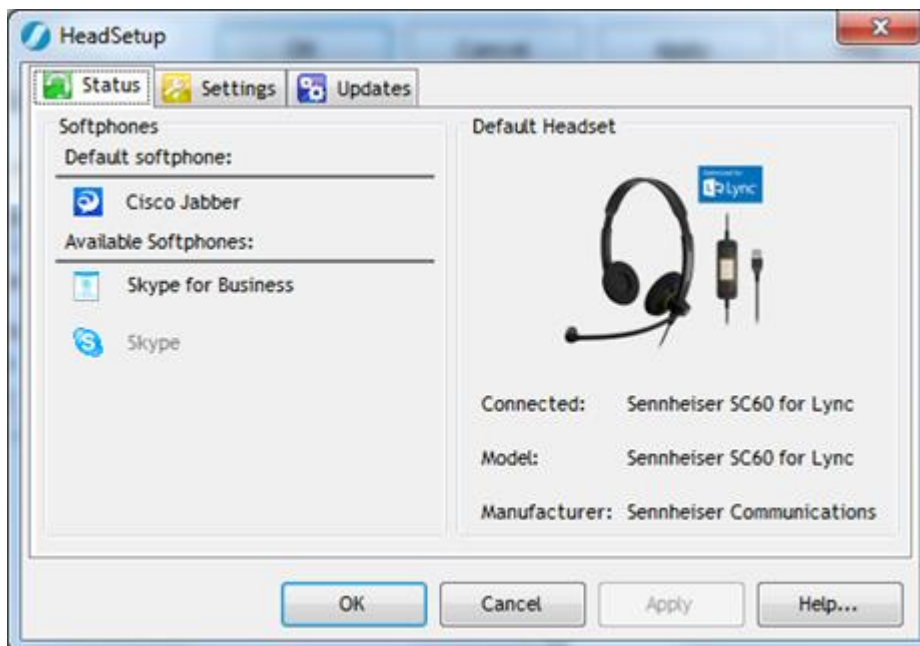 HeadSetup
Status
Settings
Updates
Softphones
Default softphone:
Cisco Jabber
Available Softphones:
Skype for Business
Skype
Default Headset
Lync
Connected: Sennheiser SC60 for Lync
Model: Sennheiser SC60 for Lync
Manufacturer: Sennheiser Communications
OK
Cancel
Apply
Help...